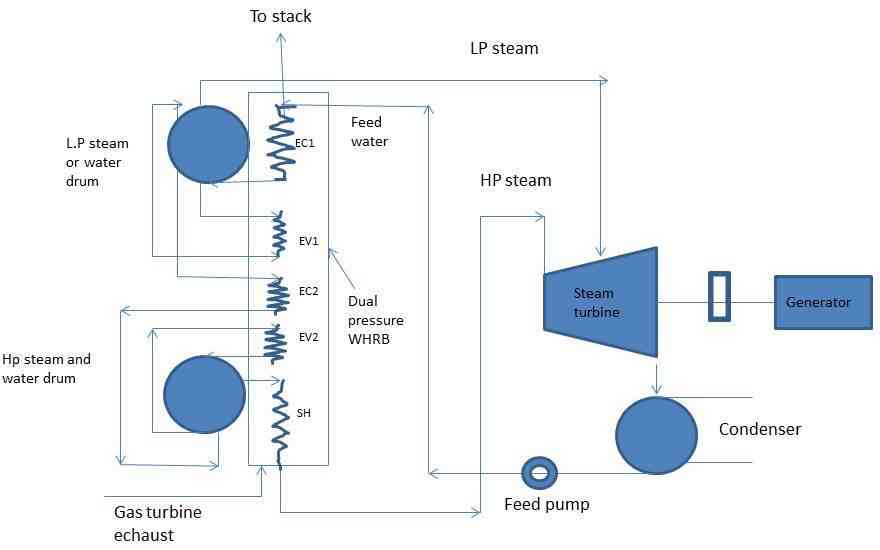 To stack
LP steam
Feed
water
EC1
L.P steam
or water
drum
HP steam
EV1
EC2
Dual
pressure
WHRB
Steam
turbine
Generator
EV2
Hp steam and
water drum
SH
Condenser
Feed pump
Gas turbine
echaust